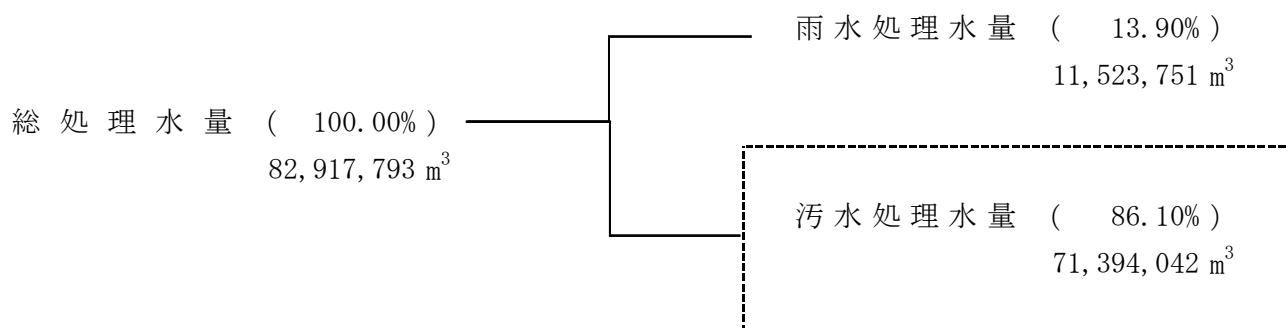 雨水処理水量 ( 13.90%)
11,523,751 m³
総処理水量 ( 100.00%)
82,917,793 m³
汚水処理水量 ( 86.10%)
71,394,042 m³